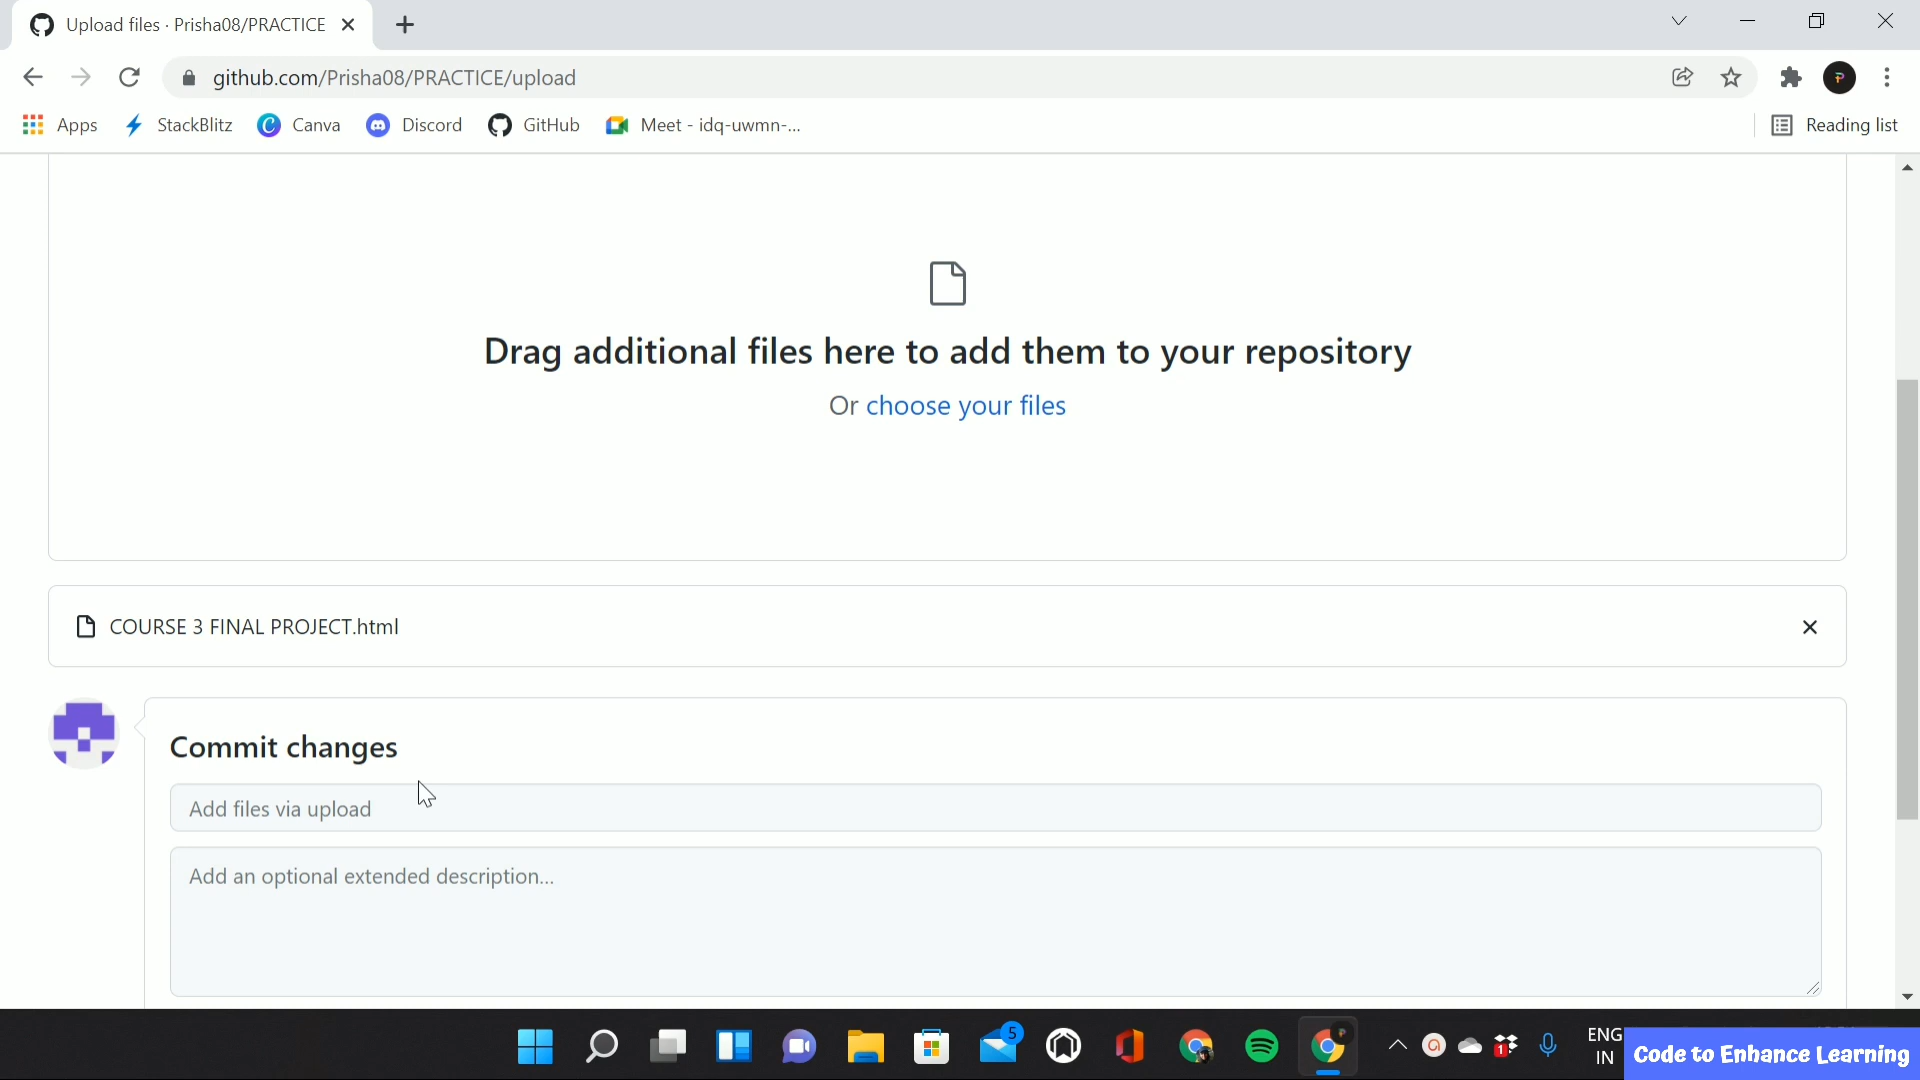 Upload files · Prisha08/PRACTICE
github.com/Prisha08/PRACTICE/upload
Apps StackBlitz Canva Discord GitHub Meet - idq-uwmn-... Reading list
Drag additional files here to add them to your repository
Or choose your files
COURSE 3 FINAL PROJECT.html
Commit changes
Add files via upload
Add an optional extended description...
5
1
ENG
IN
Code to Enhance Learning